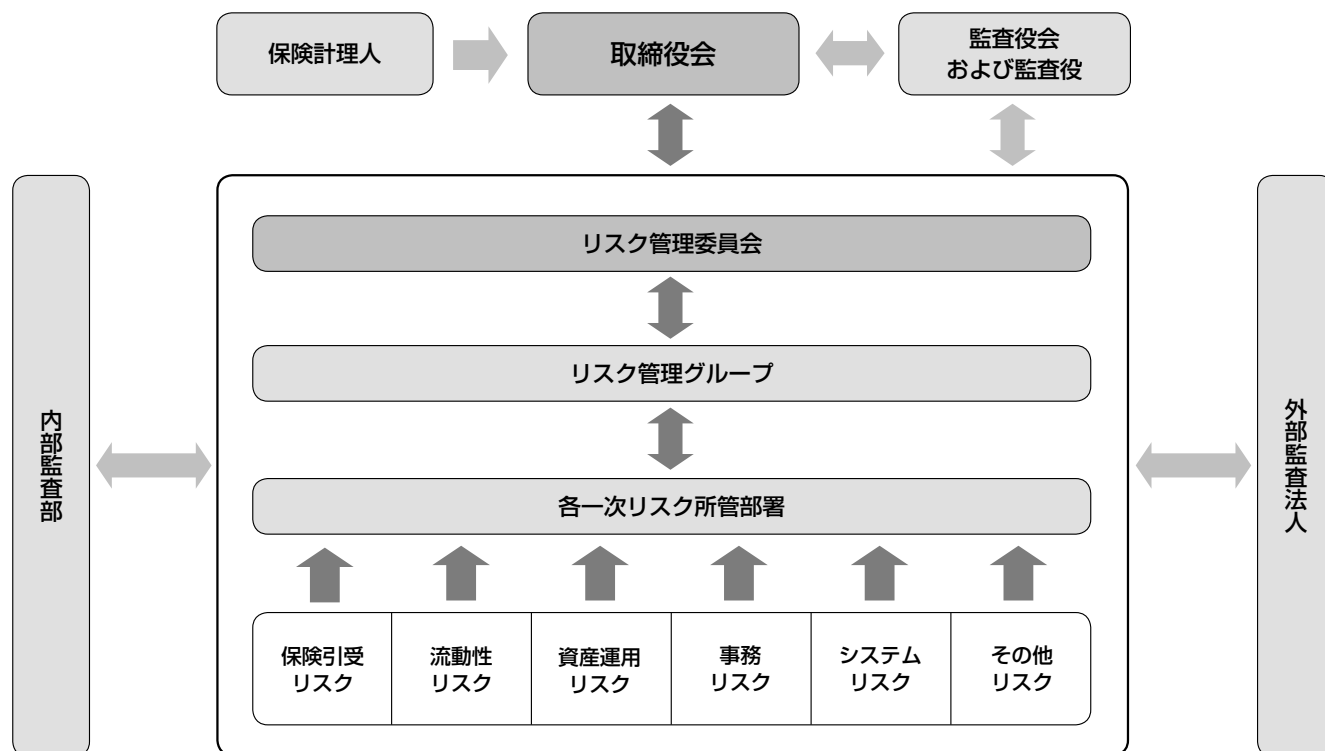 保険計理人
取締役会
監査役会
および監査役
リスク管理委員会
リスク管理グループ
内部監査部
外部監査法人
各一次リスク所管部署
保険引受
リスク
流動性
リスク
資産運用
リスク
事務
リスク
システム
リスク
その他
リスク